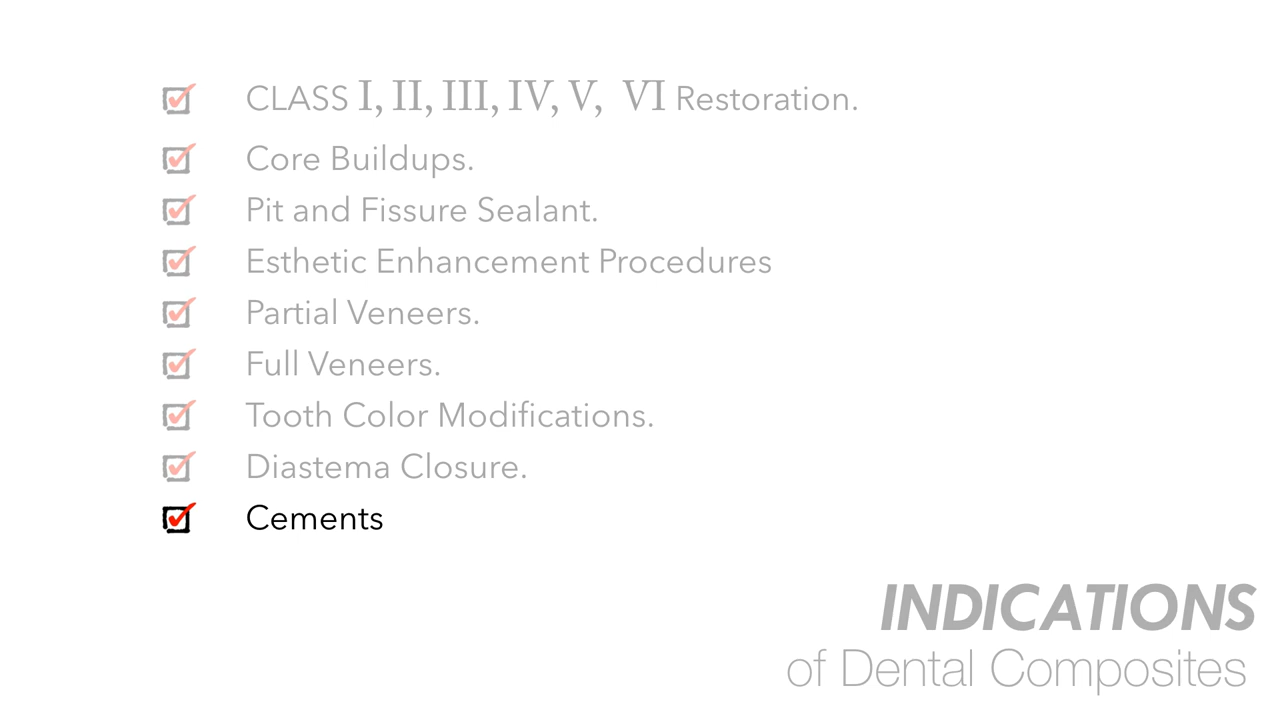 CLASS I, II, III, IV, V, VI Restoration.
Core Buildups.
Pit and Fissure Sealant.
Esthetic Enhancement Procedures
Partial Veneers.
Full Veneers.
Tooth Color Modifications.
Diastema Closure.
Cements
INDICATIONS
of Dental Composites